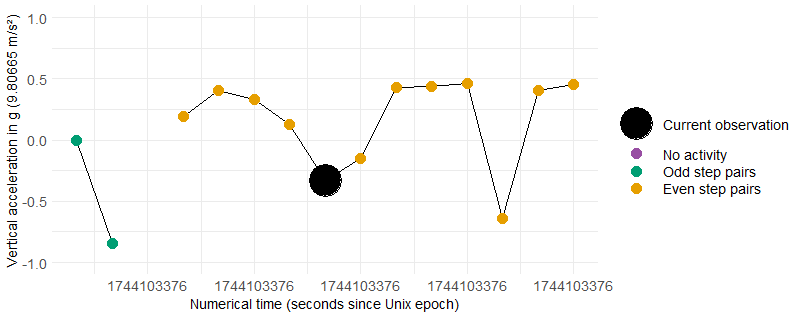 Vertical acceleration in g (9.80665 m/s²)
1.0
0.5
0.0
-0.5
-1.0
1744103376 1744103376 1744103376 1744103376 1744103376
Numerical time (seconds since Unix epoch)
Current observation
No activity
Odd step pairs
Even step pairs